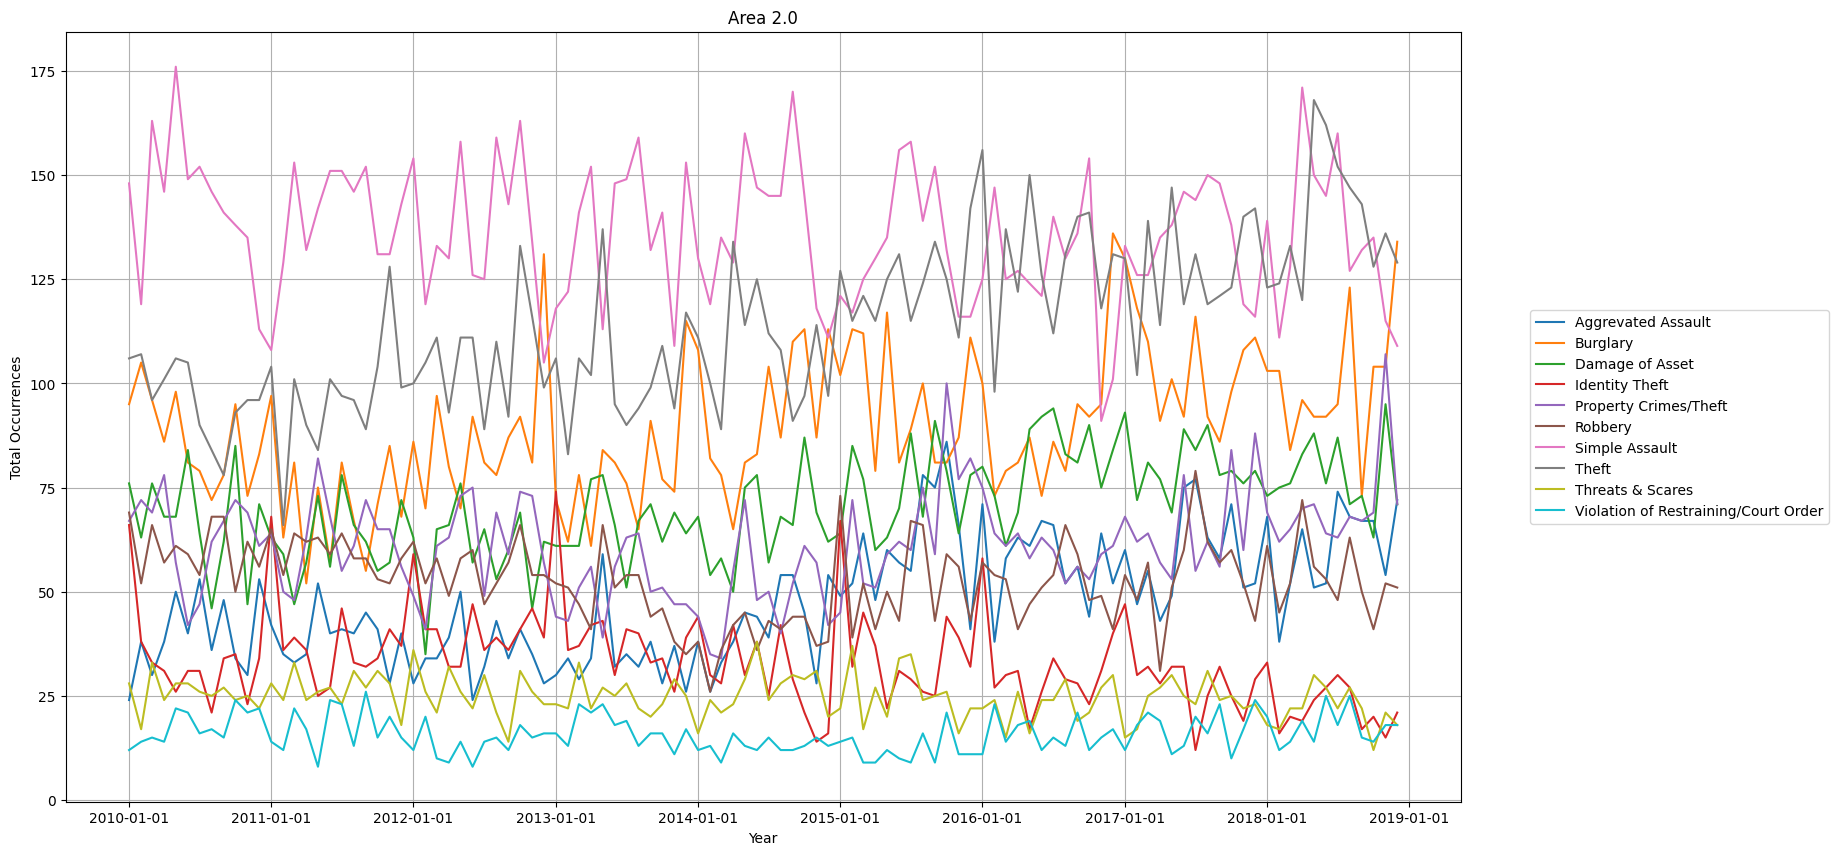 Area 2.0
175
150
125
100
75
50
25
0
Total Occurrences
2010-01-01 2011-01-01 2012-01-01 2013-01-01 2014-01-01 2015-01-01 2016-01-01 2017-01-01 2018-01-01 2019-01-01
Year
Aggrevated Assault
Burglary
Damage of Asset
Identity Theft
Property Crimes/Theft
Robbery
Simple Assault
Theft
Threats & Scares
Violation of Restraining/Court Order